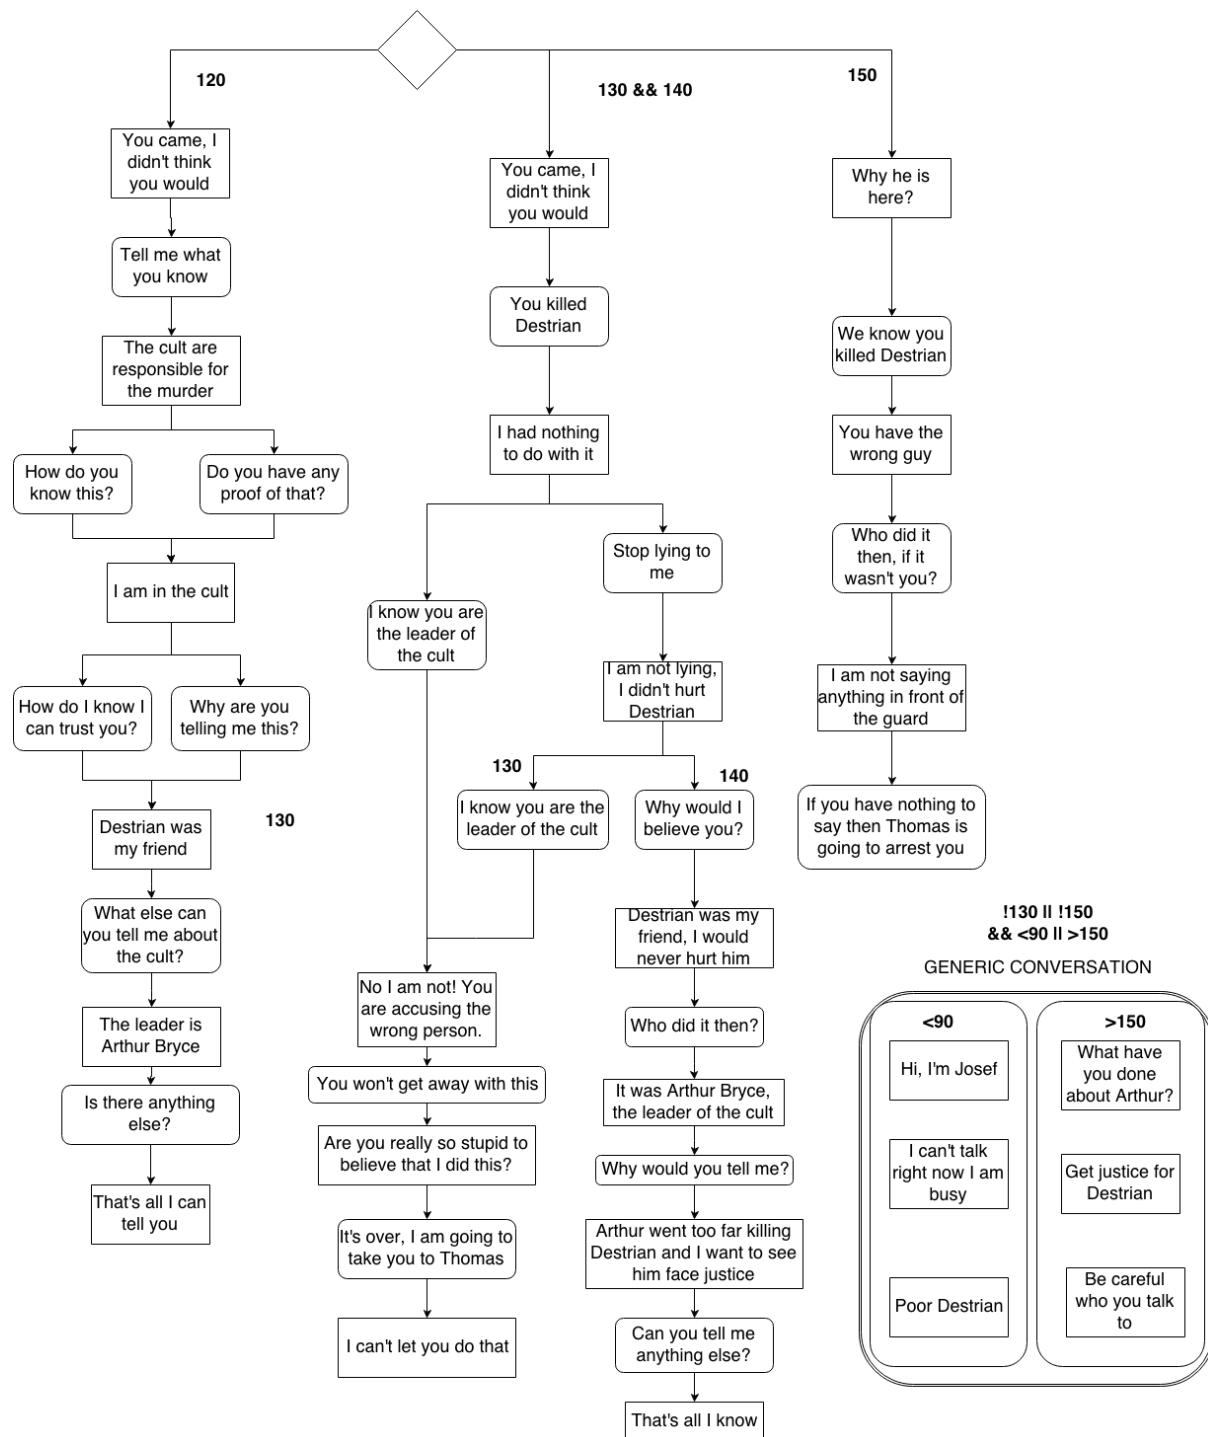 120
130 && 140
150
You came, I
didn't think
you would
Tell me what
you know
The cult are
responsible for
the murder
How do you
know this?
Do you have any
proof of that?
I am in the cult
How do I know I
can trust you?
Why are you
telling me this?
Destrian was
my friend
130
What else can
you tell me about
the cult?
The leader is
Arthur Bryce
Is there anything
else?
That's all I can
tell you
You came, I
didn't think
you would
You killed
Destrian
I had nothing
to do with it
I know you are
the leader of
the cult
Stop lying to
me
I am not lying,
I didn't hurt
Destrian
130
140
I know you are the
leader of the cult
Why would I
believe you?
No I am not! You
are accusing the
wrong person.
You won't get away with this
Are you really so stupid to
believe that I did this?
It's over, I am going to
take you to Thomas
I can't let you do that
Destrian was my
friend, I would
never hurt him
Who did it then?
It was Arthur Bryce,
the leader of the cult
Why would you tell me?
Arthur went too far killing
Destrian and I want to see
him face justice
Can you tell me
anything else?
That's all I know
Why he is
here?
We know you
killed Destrian
You have the
wrong guy
Who did it
then, if it
wasn't you?
I am not saying
anything in front of
the guard
If you have nothing to
say then Thomas is
going to arrest you
!130 II !150
&& <90 II >150
GENERIC CONVERSATION
<90
Hi, I'm Josef
I can't talk
right now I am
busy
Poor Destrian
>150
What have
you done
about Arthur?
Get justice for
Destrian
Be careful
who you talk
to